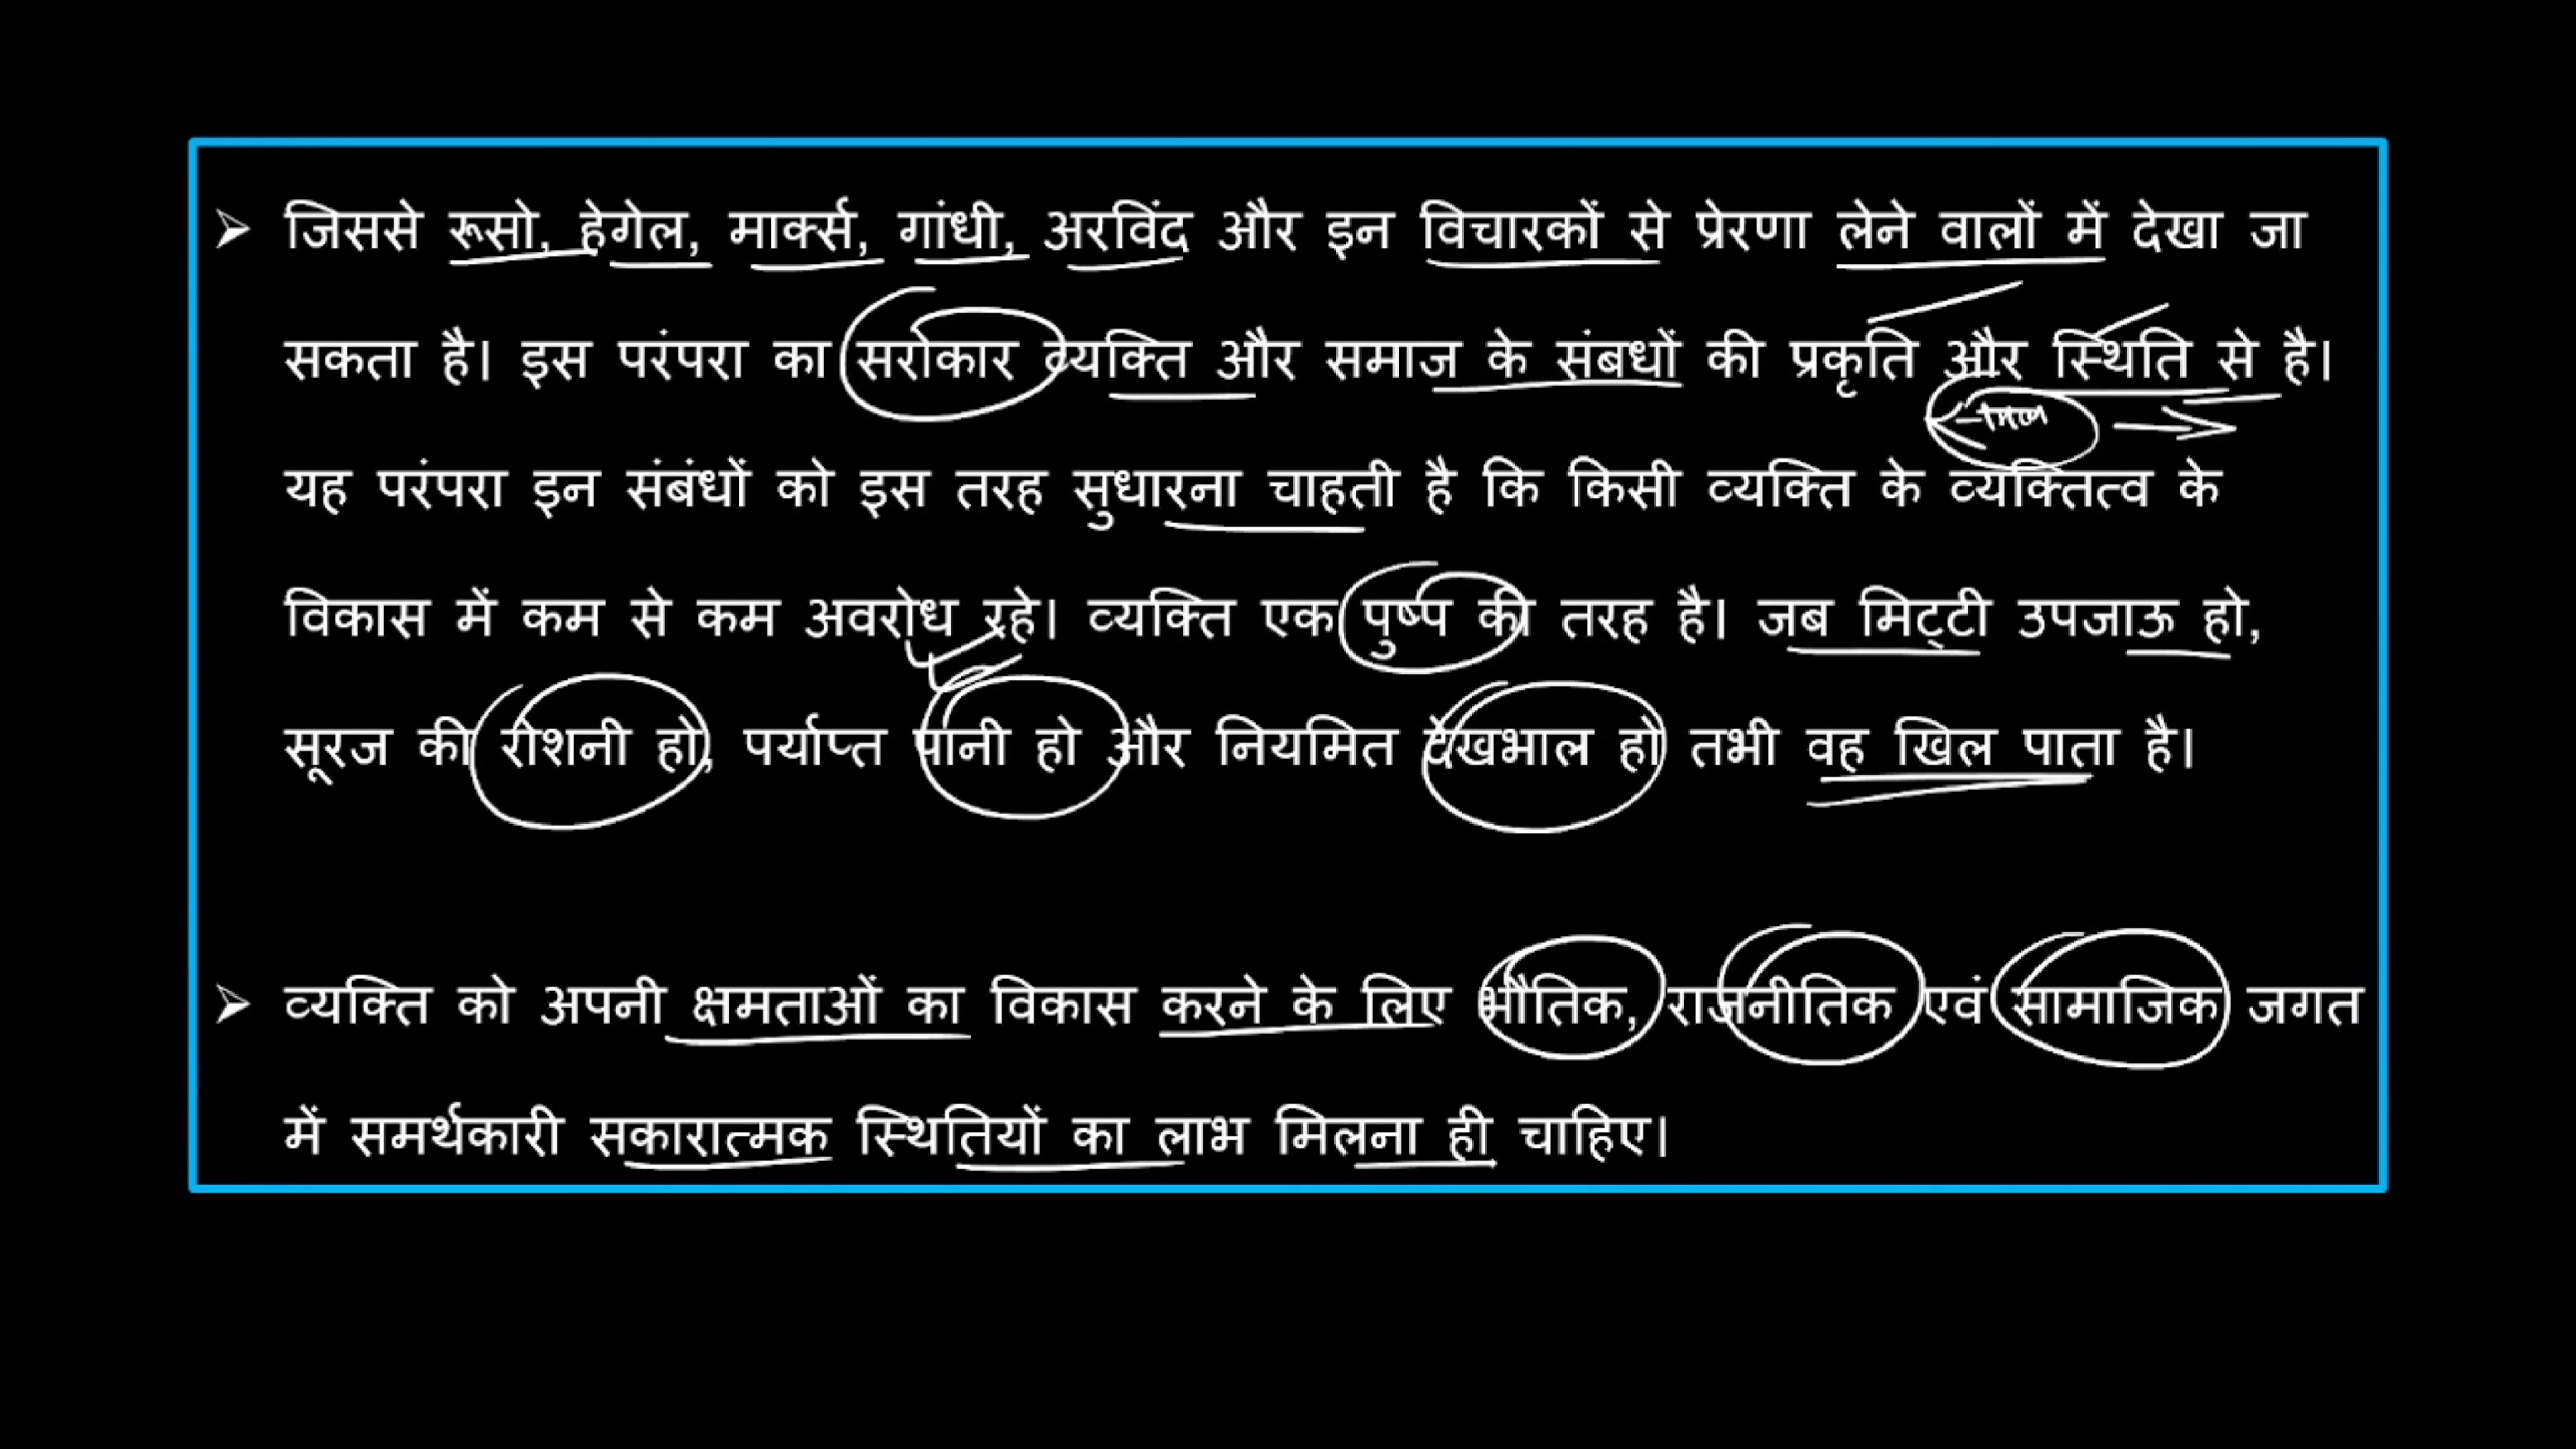 ➤ जिससे रूसो, हेगेल, मार्क्स, गांधी, अरविंद और इन विचारकों से प्रेरणा लेने वालों में देखा जा
सकता है। इस परंपरा का सरोकार व्यक्ति और समाज के संबधों की प्रकृति और स्थिति से है।
यह परंपरा इन संबंधों को इस तरह सुधारना चाहती है कि किसी व्यक्ति के व्यक्तित्व के
विकास में कम से कम अवरोध रहे। व्यक्ति एक पुष्प की तरह है। जब मिट्टी उपजाऊ हो,
सूरज की रोशनी हो, पर्याप्त पानी हो और नियमित देखभाल हो तभी वह खिल पाता है।
➤ व्यक्ति को अपनी क्षमताओं का विकास करने के लिए भौतिक, राजनीतिक एवं सामाजिक जगत
में समर्थकारी सकारात्मक स्थितियों का लाभ मिलना ही चाहिए।